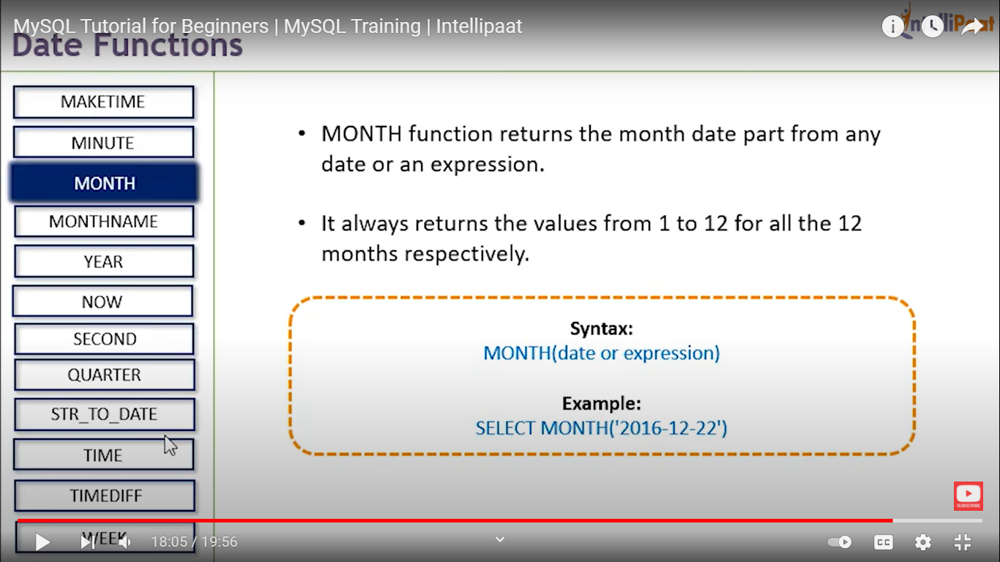 MySQL Tutorial for Beginners | MySQL Training | Intellipaat
IntelliPaat
Date Functions
MAKETIME
MINUTE
MONTH
MONTHNAME
YEAR
NOW
SECOND
QUARTER
STR_TO_DATE
TIME
TIMEDIFF
WEEK
• MONTH function returns the month date part from any
date or an expression.
• It always returns the values from 1 to 12 for all the 12
months respectively.
Syntax:
MONTH(date or expression)
Example:
SELECT MONTH('2016-12-22')
SUBSCRIBE
18:05 / 19:56
CC